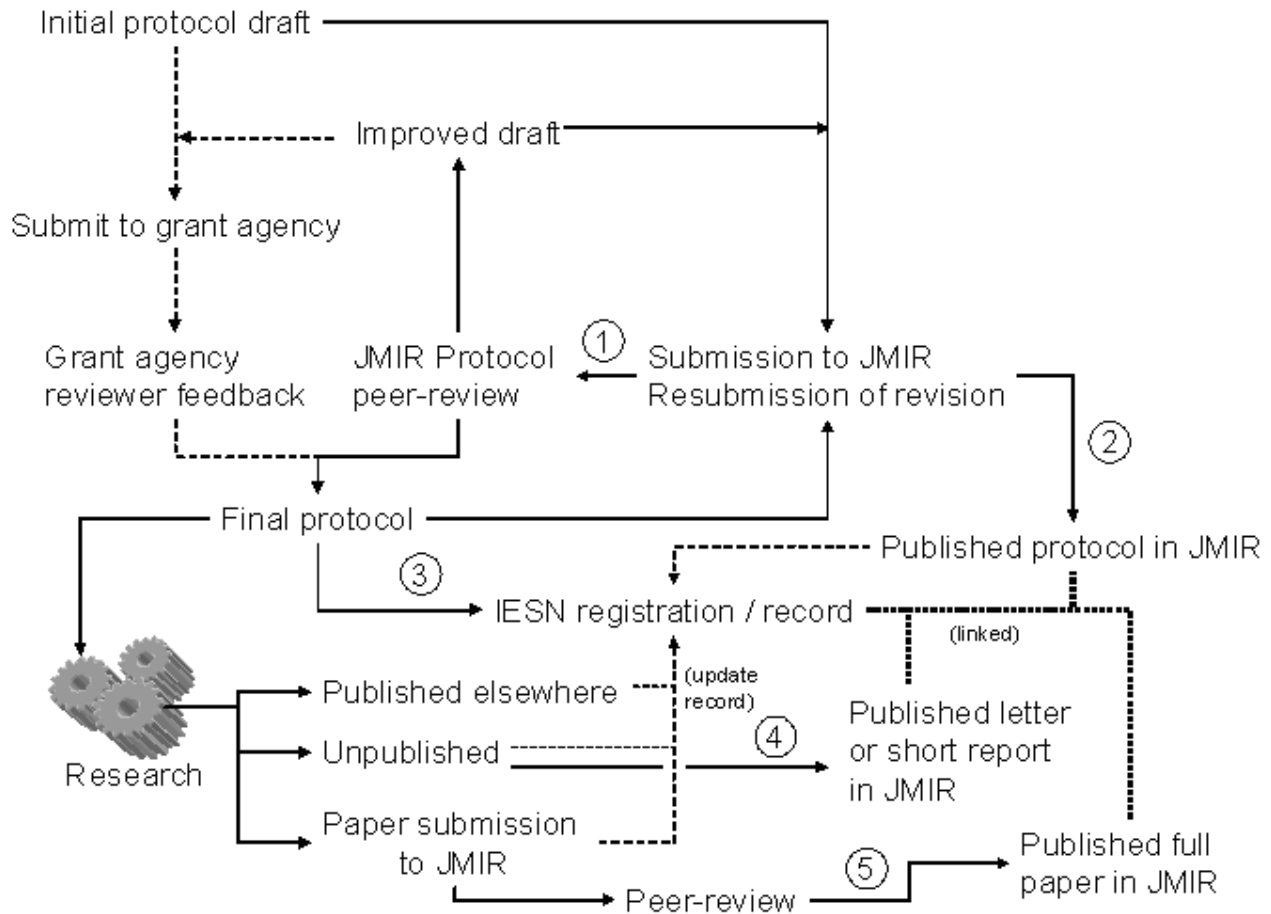 Initial protocol draft
Improved draft
Submit to grant agency
Grant agency
reviewer feedback
JMIR Protocol
peer-review
1
Submission to JMIR
Resubmission of revision
2
Final protocol
Published protocol in JMIR
3
IESN registration / record
(linked)
Research
Published elsewhere
(update
record)
Unpublished
4
Published letter
or short report
in JMIR
Paper submission
to JMIR
Peer-review
5
Published full
paper in JMIR